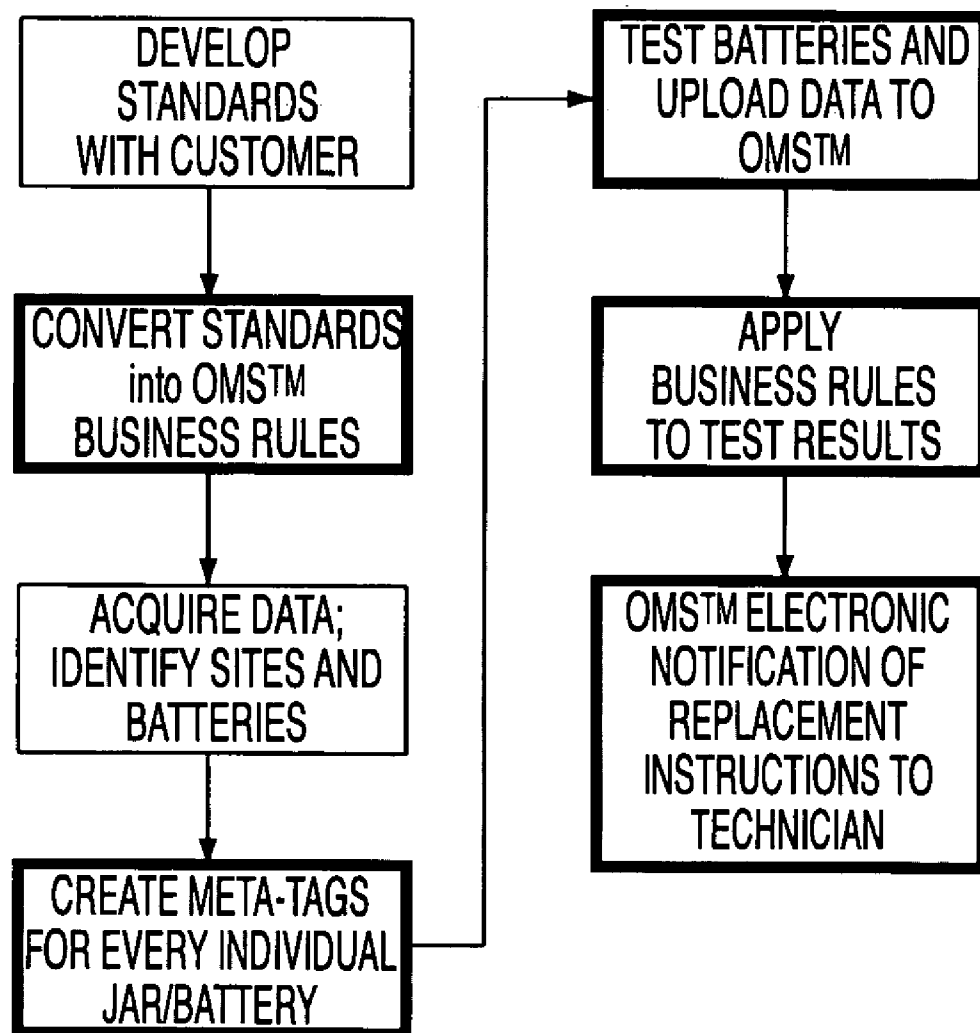 DEVELOP
STANDARDS
WITH CUSTOMER
CONVERT STANDARDS
into OMS™
BUSINESS RULES
ACQUIRE DATA;
IDENTIFY SITES AND
BATTERIES
CREATE META-TAGS
FOR EVERY INDIVIDUAL
JAR/BATTERY
TEST BATTERIES AND
UPLOAD DATA TO
OMS™
APPLY
BUSINESS RULES
TO TEST RESULTS
OMS™ ELECTRONIC
NOTIFICATION OF
REPLACEMENT
INSTRUCTIONS TO
TECHNICIAN